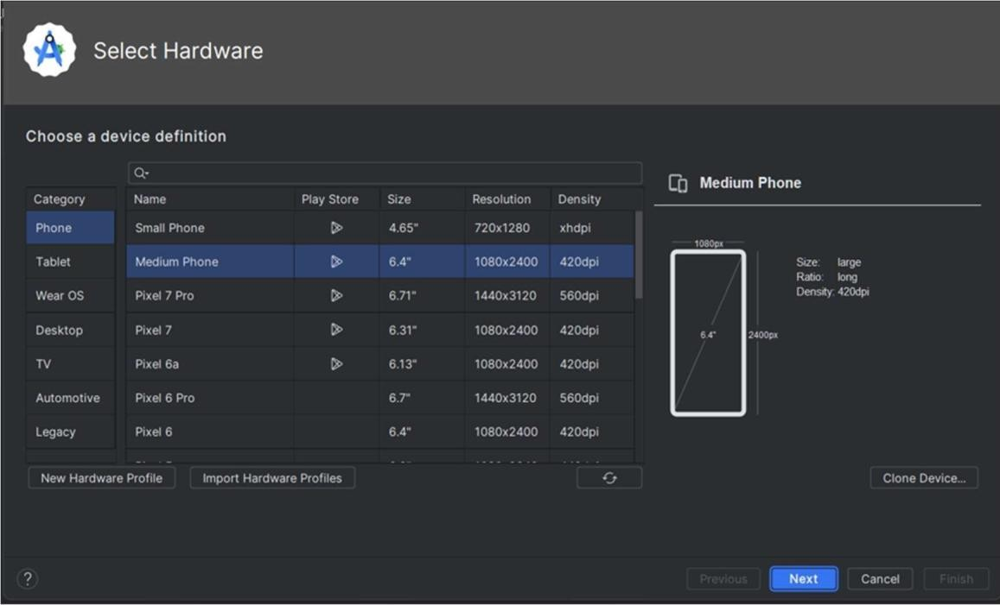 Select Hardware
Choose a device definition
Category
Phone
Tablet
Wear OS
Desktop
TV
Automotive
Legacy
Name Play Store Size Resolution Density
Small Phone 4.65" 720x1280 xhdpi
Medium Phone 6.4" 1080x2400 420dpi
Pixel 7 Pro 6.71" 1440x3120 560dpi
Pixel 7 6.31" 1080x2400 420dpi
Pixel 6a 6.13" 1080x2400 420dpi
Pixel 6 Pro 6.7" 1440x3120 560dpi
Pixel 6 6.4" 1080x2400 420dpi
New Hardware Profile Import Hardware Profiles
Medium Phone
1080px
6.4"
2400px
Size: large
Ratio: long
Density: 420dpi
Clone Device...
?
Previous Next Cancel Finish